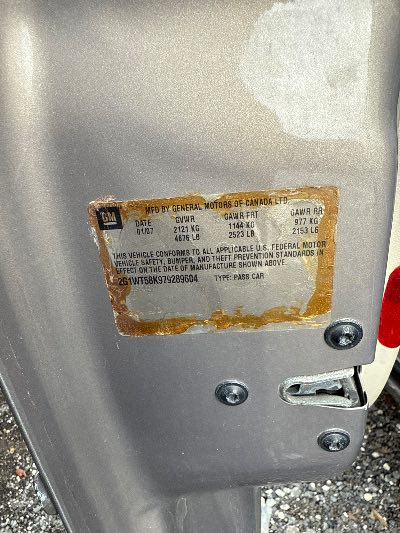 GM
MFD BY GENERAL MOTORS OF CANADA LTD
DATE GVWR GAWR FRT GAWR RR
01/07 2121 KG 1144 KG 977 KG
4676 LB 2523 LB 2153 LB
THIS VEHICLE CONFORMS TO ALL APPLICABLE U.S. FEDERAL MOTOR
VEHICLE SAFETY, BUMPER, AND THEFT PREVENTION STANDARDS IN
EFFECT ON THE DATE OF MANUFACTURE SHOWN ABOVE
2G1WT58K979289604 TYPE: PASS CAR